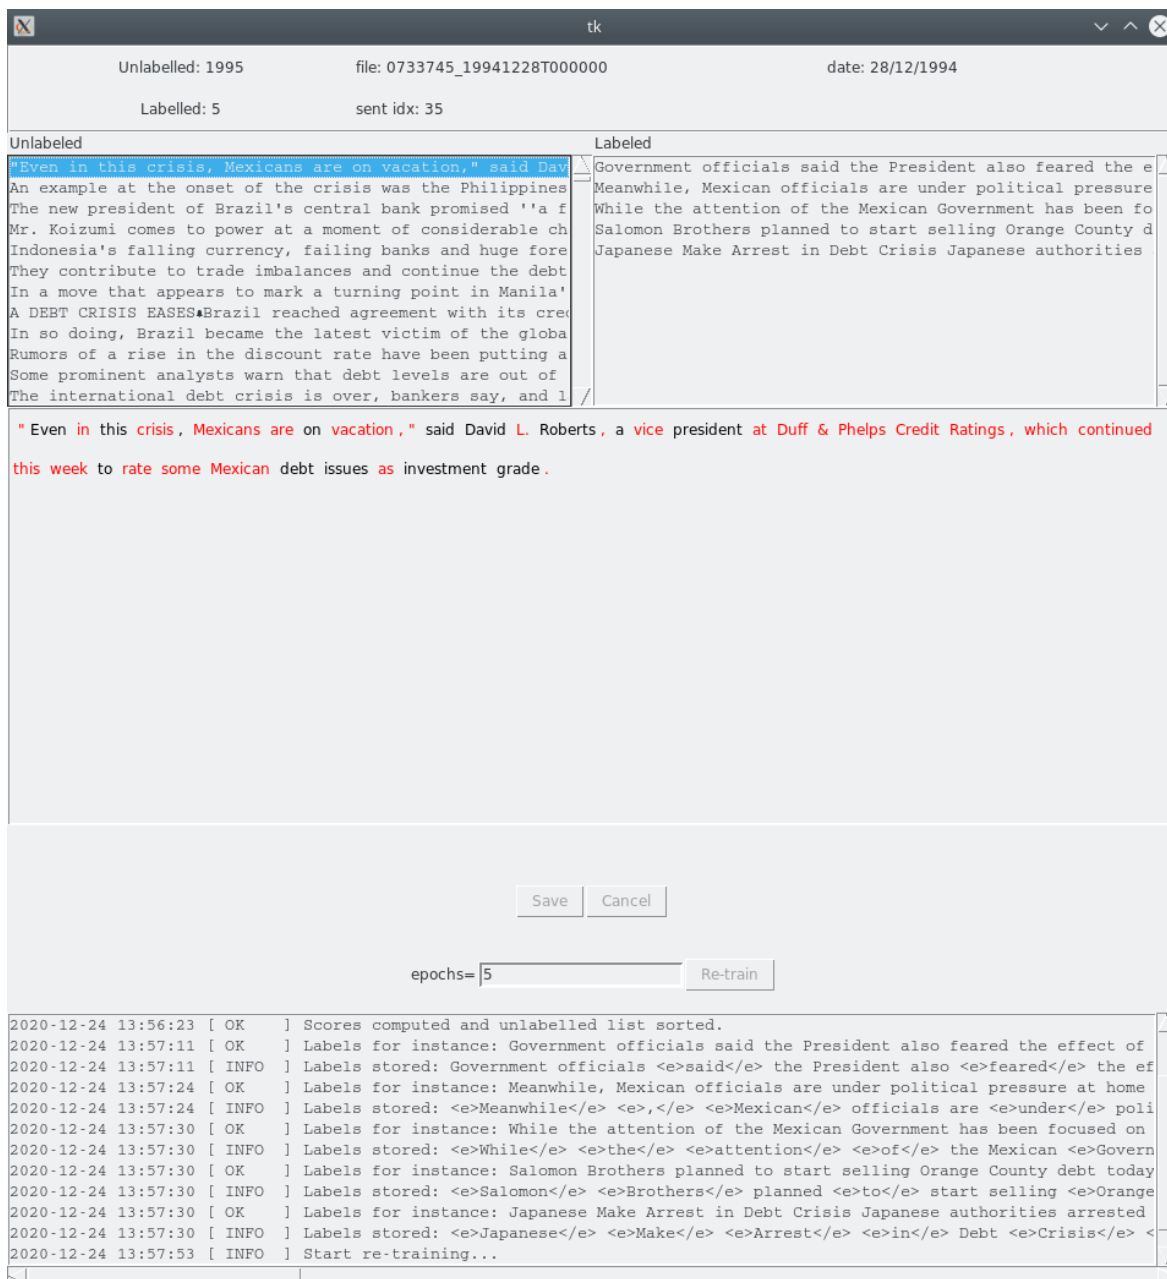 tk
Unlabelled: 1995 file: 0733745_19941228T000000 date: 28/12/1994
Labelled: 5 sent idx: 35
Unlabeled
"Even in this crisis, Mexicans are on vacation," said Dav
An example at the onset of the crisis was the Philippines
The new president of Brazil's central bank promised ''a f
Mr. Koizumi comes to power at a moment of considerable ch
Indonesia's falling currency, failing banks and huge fore
They contribute to trade imbalances and continue the debt
In a move that appears to mark a turning point in Manila'
A DEBT CRISIS EASES Brazil reached agreement with its cred
In so doing, Brazil became the latest victim of the globa
Rumors of a rise in the discount rate have been putting a
Some prominent analysts warn that debt levels are out of
The international debt crisis is over, bankers say, and l
Labeled
Government officials said the President also feared the e
Meanwhile, Mexican officials are under political pressure
While the attention of the Mexican Government has been fo
Salomon Brothers planned to start selling Orange County d
Japanese Make Arrest in Debt Crisis Japanese authorities
" Even in this crisis , Mexicans are on vacation , " said David L. Roberts , a vice president at Duff & Phelps Credit Ratings , which continued
this week to rate some Mexican debt issues as investment grade .
Save Cancel
epochs= 5 Re-train
2020-12-24 13:56:23 [ OK ] Scores computed and unlabelled list sorted.
2020-12-24 13:57:11 [ OK ] Labels for instance: Government officials said the President also feared the effect of
2020-12-24 13:57:11 [ INFO ] Labels stored: Government officials <e>said</e> the President also <e>feared</e> the ef
2020-12-24 13:57:24 [ OK ] Labels for instance: Meanwhile, Mexican officials are under political pressure at home
2020-12-24 13:57:24 [ INFO ] Labels stored: <e>Meanwhile</e> <e>,</e> <e>Mexican</e> officials are <e>under</e> poli
2020-12-24 13:57:30 [ OK ] Labels for instance: While the attention of the Mexican Government has been focused on
2020-12-24 13:57:30 [ INFO ] Labels stored: <e>While</e> <e>the</e> <e>attention</e> <e>of</e> the Mexican <e>Govern
2020-12-24 13:57:30 [ OK ] Labels for instance: Salomon Brothers planned to start selling Orange County debt today
2020-12-24 13:57:30 [ INFO ] Labels stored: <e>Salomon</e> <e>Brothers</e> planned <e>to</e> start selling <e>Orange
2020-12-24 13:57:30 [ OK ] Labels for instance: Japanese Make Arrest in Debt Crisis Japanese authorities arrested
2020-12-24 13:57:30 [ INFO ] Labels stored: <e>Japanese</e> <e>Make</e> <e>Arrest</e> <e>in</e> Debt <e>Crisis</e> <
2020-12-24 13:57:53 [ INFO ] Start re-training...